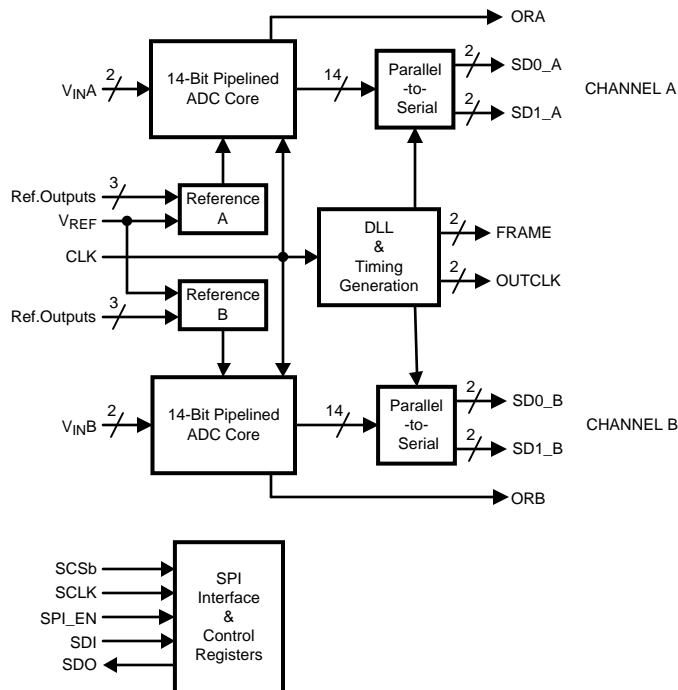 ORA
2
V_INA
14-Bit Pipelined
ADC Core
14
Parallel
-to-
Serial
2
SD0_A
2
SD1_A
CHANNEL A
Ref.Outputs
3
V_REF
Reference
A
CLK
DLL
&
Timing
Generation
2
FRAME
2
OUTCLK
Ref.Outputs
3
Reference
B
2
V_INB
14-Bit Pipelined
ADC Core
14
Parallel
-to-
Serial
2
SD0_B
2
SD1_B
CHANNEL B
ORB
SCSb
SCLK
SPI_EN
SDI
SDO
SPI
Interface
&
Control
Registers